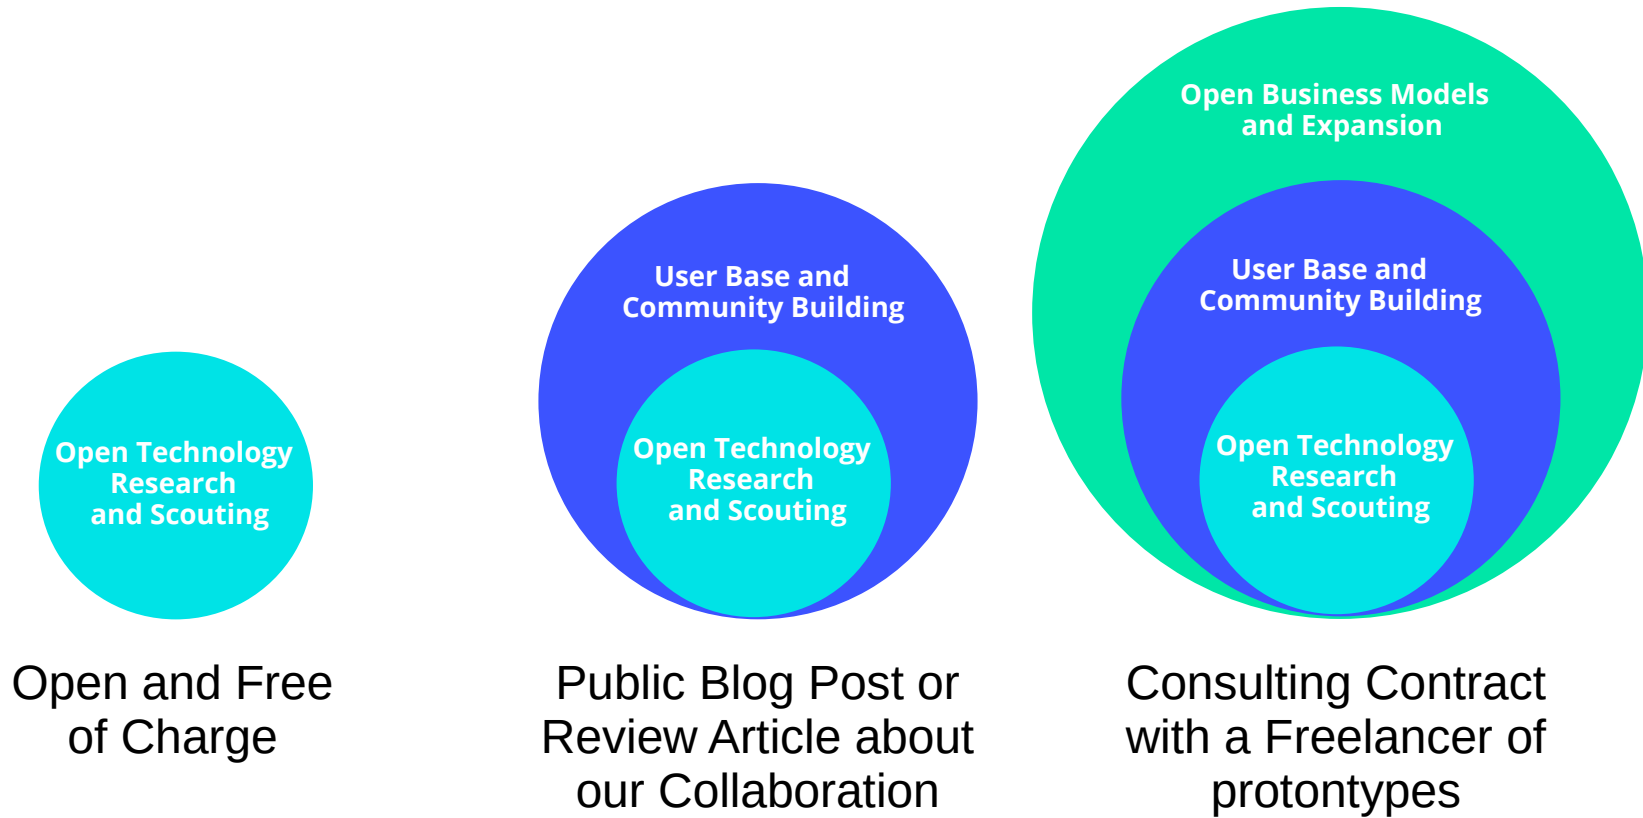 Open Technology
Research
and Scouting
Open and Free
of Charge
User Base and
Community Building
Open Technology
Research
and Scouting
Public Blog Post or
Review Article about
our Collaboration
Open Business Models
and Expansion
User Base and
Community Building
Open Technology
Research
and Scouting
Consulting Contract
with a Freelancer of
protontypes